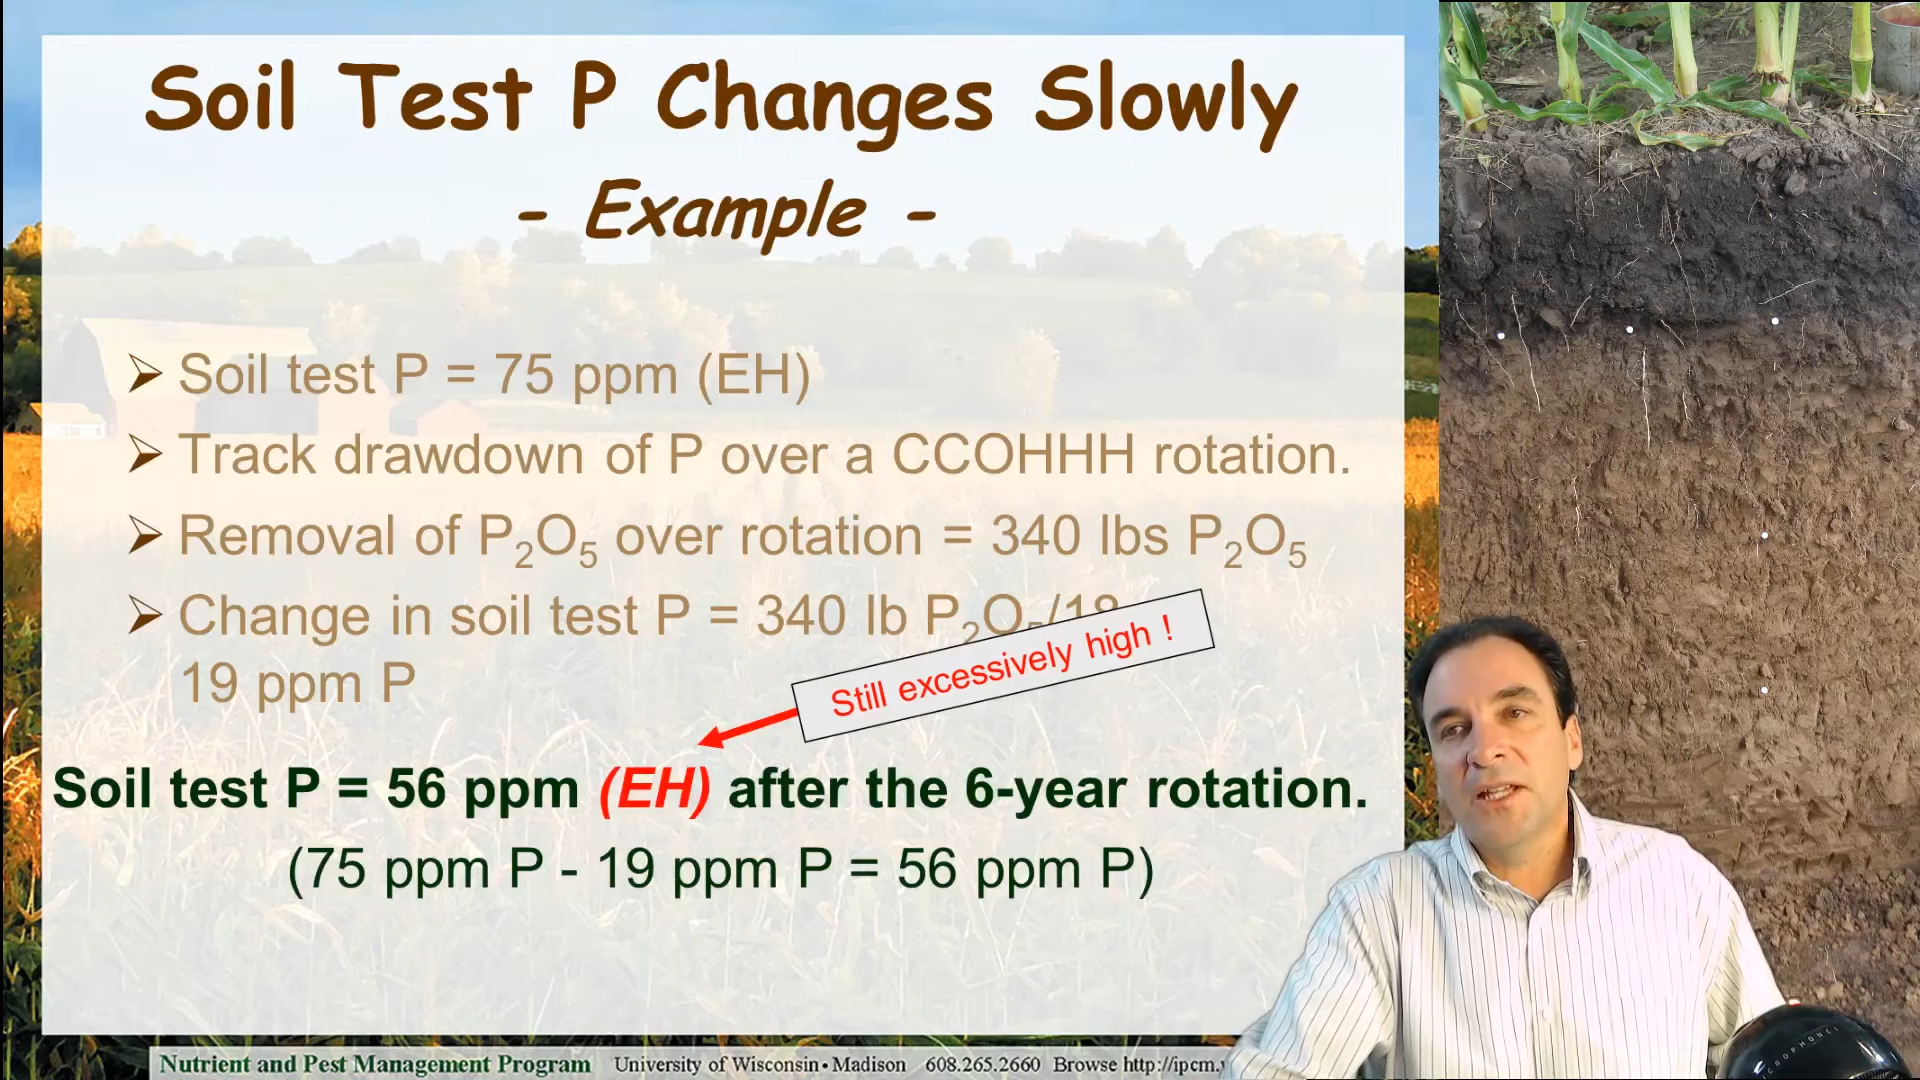 Soil Test P Changes Slowly
- Example -
➢ Soil test P = 75 ppm (EH)
➢ Track drawdown of P over a CCOHHH rotation.
➢ Removal of P₂O₅ over rotation = 340 lbs P₂O₅
➢ Change in soil test P = 340 lb P₂O₅/18
19 ppm P
Still excessively high !
Soil test P = 56 ppm (EH) after the 6-year rotation.
(75 ppm P - 19 ppm P = 56 ppm P)
Nutrient and Pest Management Program University of Wisconsin•Madison 608.265.2660 Browse http://ipcm.